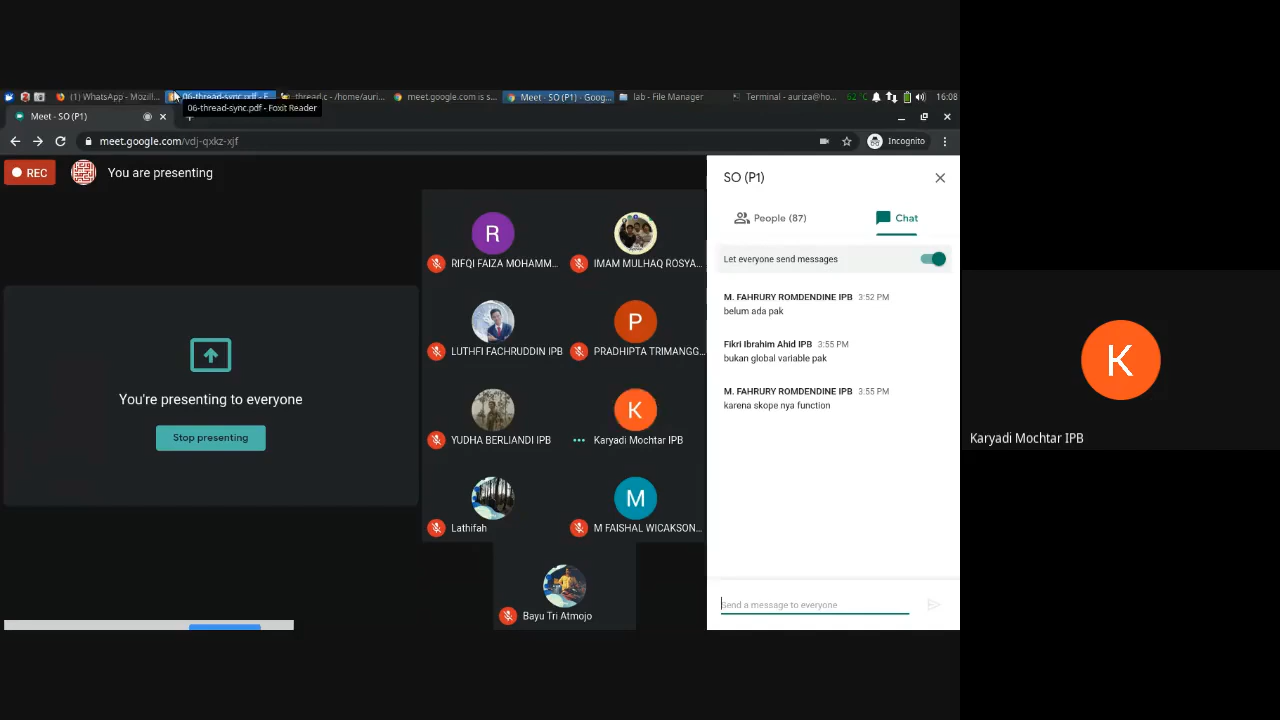 (1) WhatsApp - Mozill...
06-thread-sync.pdf - F...
thread.c - /home/auri...
meet.google.com is s...
Meet - SO (P1) - Goog...
lab - File Manager
Terminal - auriza@ho...
62 °C
16:08
06-thread-sync.pdf - Foxit Reader
Meet - SO (P1)
meet.google.com/vdj-qxkz-xjf
Incognito
REC
You are presenting
You're presenting to everyone
Stop presenting
R
RIFQI FAIZA MOHAMM...
IMAM MULHAQ ROSYA...
LUTHFI FACHRUDDIN IPB
P
PRADHIPTA TRIMANGG...
YUDHA BERLIANDI IPB
K
Karyadi Mochtar IPB
Lathifah
M
M FAISHAL WICAKSON...
Bayu Tri Atmojo
SO (P1)
People (87)
Chat
Let everyone send messages
M. FAHRURY ROMDENDINE IPB 3:52 PM
belum ada pak
Fikri Ibrahim Ahid IPB 3:55 PM
bukan global variable pak
M. FAHRURY ROMDENDINE IPB 3:55 PM
karena skope nya function
Send a message to everyone
K
Karyadi Mochtar IPB